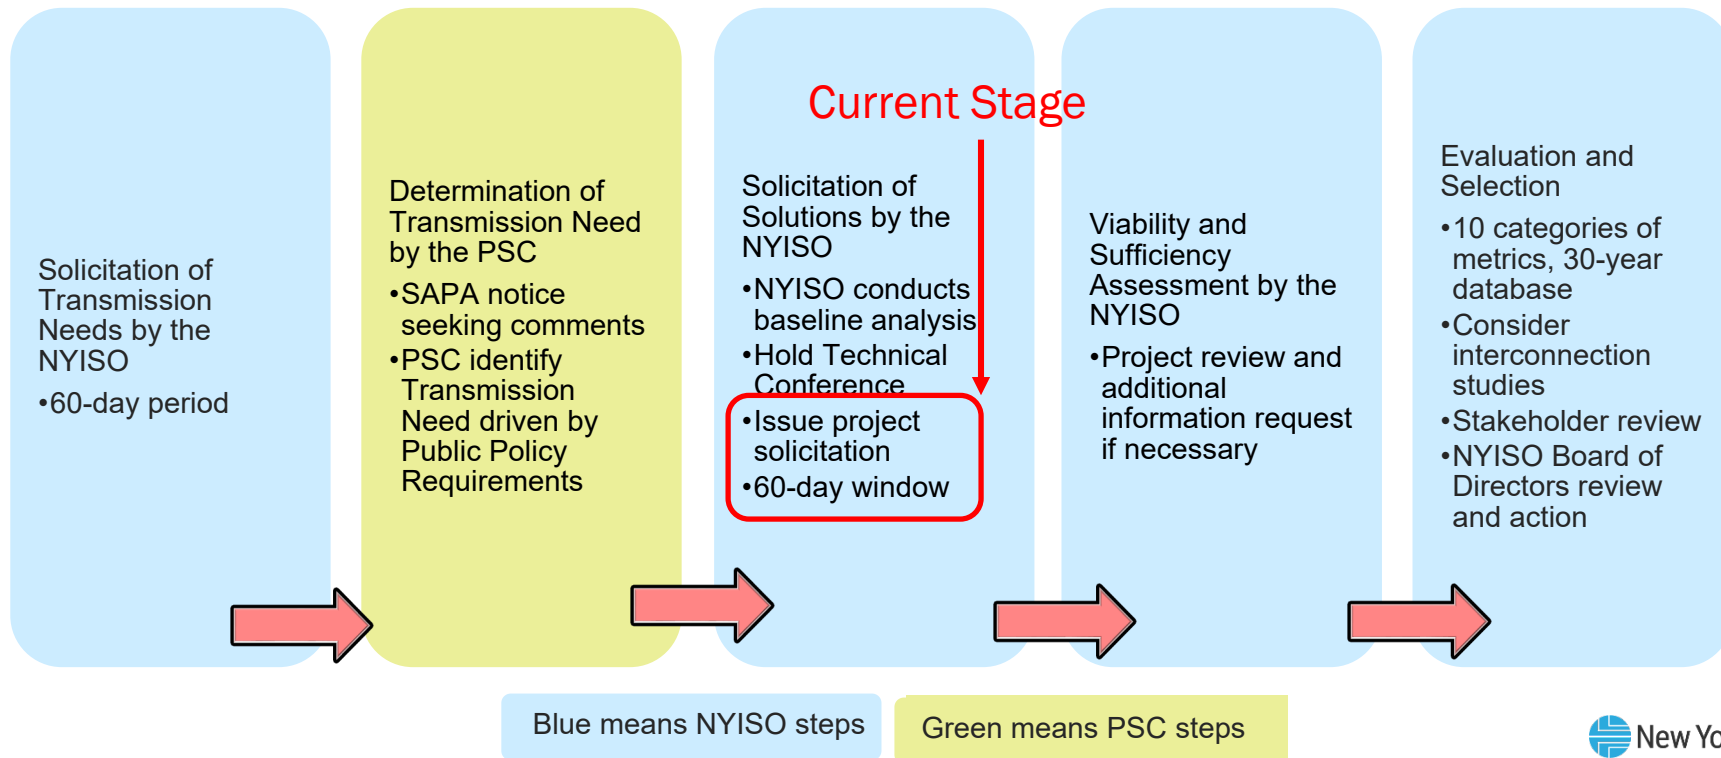 Current Stage
Solicitation of
Transmission
Needs by the
NYISO
•60-day period
Determination of
Transmission Need
by the PSC
•SAPA notice
seeking comments
•PSC identify
Transmission
Need driven by
Public Policy
Requirements
Solicitation of
Solutions by the
NYISO
•NYISO conducts
baseline analysis
•Hold Technical
Conference
•Issue project
solicitation
•60-day window
Viability and
Sufficiency
Assessment by the
NYISO
•Project review and
additional
information request
if necessary
Evaluation and
Selection
•10 categories of
metrics, 30-year
database
•Consider
interconnection
studies
•Stakeholder review
•NYISO Board of
Directors review
and action
Blue means NYISO steps
Green means PSC steps
New